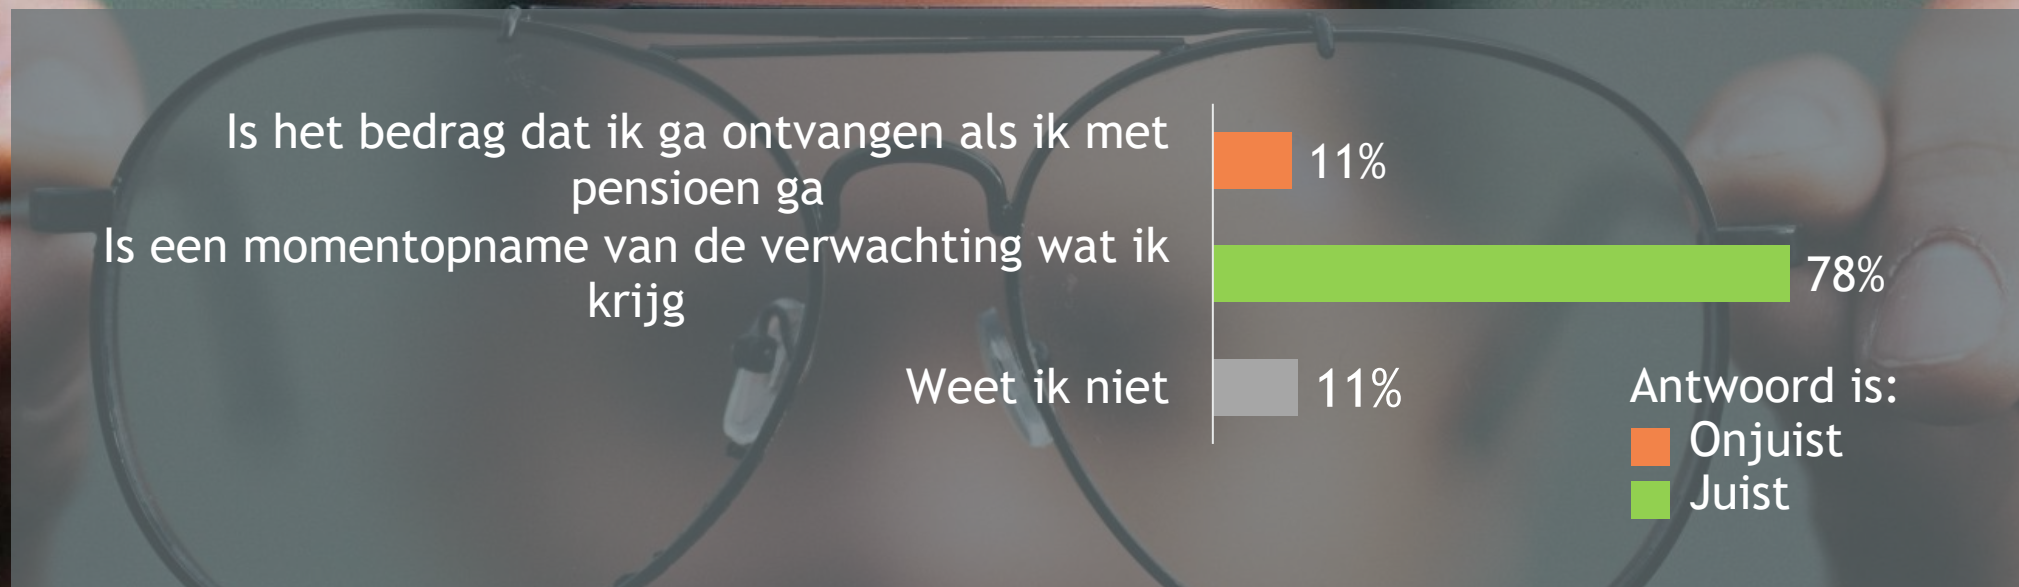 Is het bedrag dat ik ga ontvangen als ik met
pensioen ga
11%
Is een momentopname van de verwachting wat ik
krijg
78%
Weet ik niet
11%
Antwoord is:
Onjuist
Juist